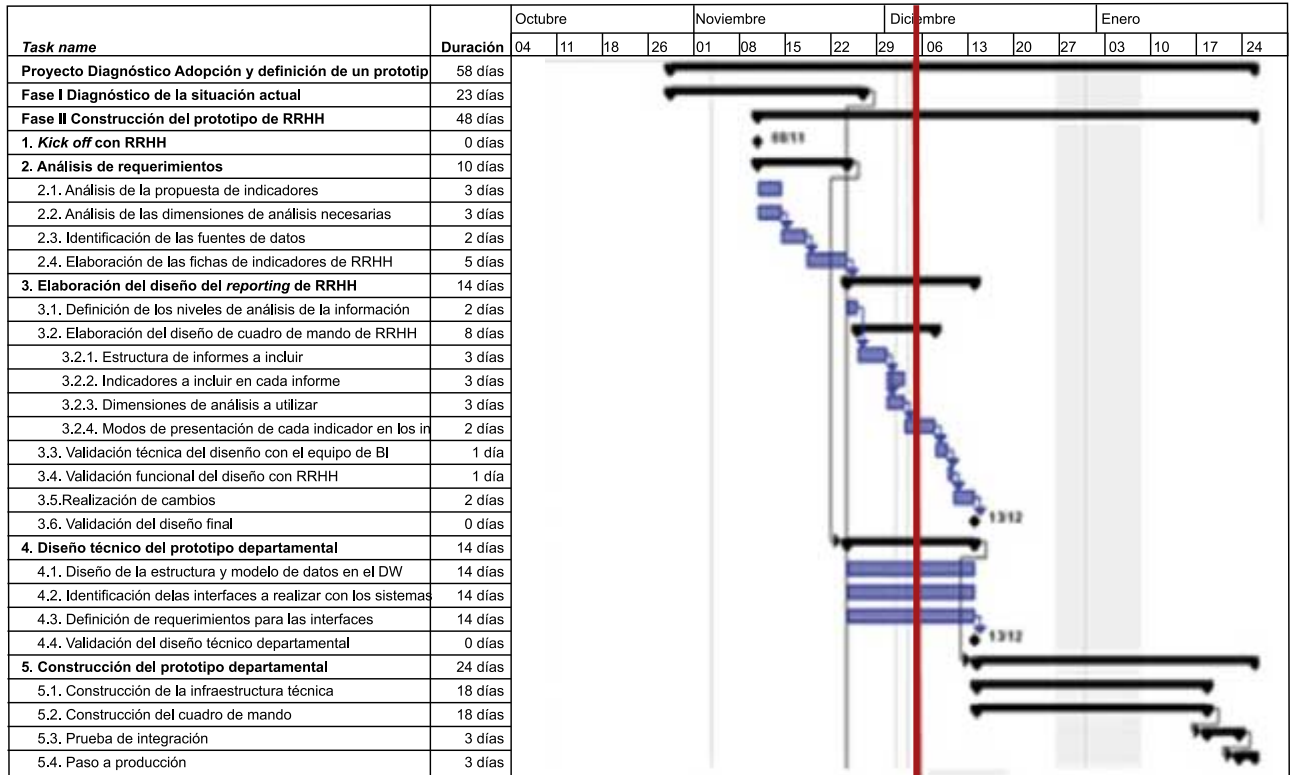 Octubre Noviembre Diciembre Enero
Task name Duración 04 11 18 26 01 08 15 22 29 06 13 20 27 03 10 17 24
Proyecto Diagnóstico Adopción y definición de un prototip 58 días
Fase I Diagnóstico de la situación actual 23 días
Fase II Construcción del prototipo de RRHH 48 días
1. Kick off con RRHH 0 días
2. Análisis de requerimientos 10 días
2.1. Análisis de la propuesta de indicadores 3 días
2.2. Análisis de las dimensiones de análisis necesarias 3 días
2.3. Identificación de las fuentes de datos 2 días
2.4. Elaboración de las fichas de indicadores de RRHH 5 días
3. Elaboración del diseño del reporting de RRHH 14 días
3.1. Definición de los niveles de análisis de la información 2 días
3.2. Elaboración del diseño de cuadro de mando de RRHH 8 días
3.2.1. Estructura de informes a incluir 3 días
3.2.2. Indicadores a incluir en cada informe 3 días
3.2.3. Dimensiones de análisis a utilizar 3 días
3.2.4. Modos de presentación de cada indicador en los in 2 días
3.3. Validación técnica del disenño con el equipo de BI 1 día
3.4. Validación funcional del diseño con RRHH 1 día
3.5.Realización de cambios 2 días
3.6. Validación del diseño final 0 días 13/12
4. Diseño técnico del prototipo departamental 14 días
4.1. Diseño de la estructura y modelo de datos en el DW 14 días
4.2. Identificación delas interfaces a realizar con los sistemas 14 días
4.3. Definición de requerimientos para las interfaces 14 días
4.4. Validación del diseño técnico departamental 0 días 13/12
5. Construcción del prototipo departamental 24 días
5.1. Construcción de la infraestructura técnica 18 días
5.2. Construcción del cuadro de mando 18 días
5.3. Prueba de integración 3 días
5.4. Paso a producción 3 días